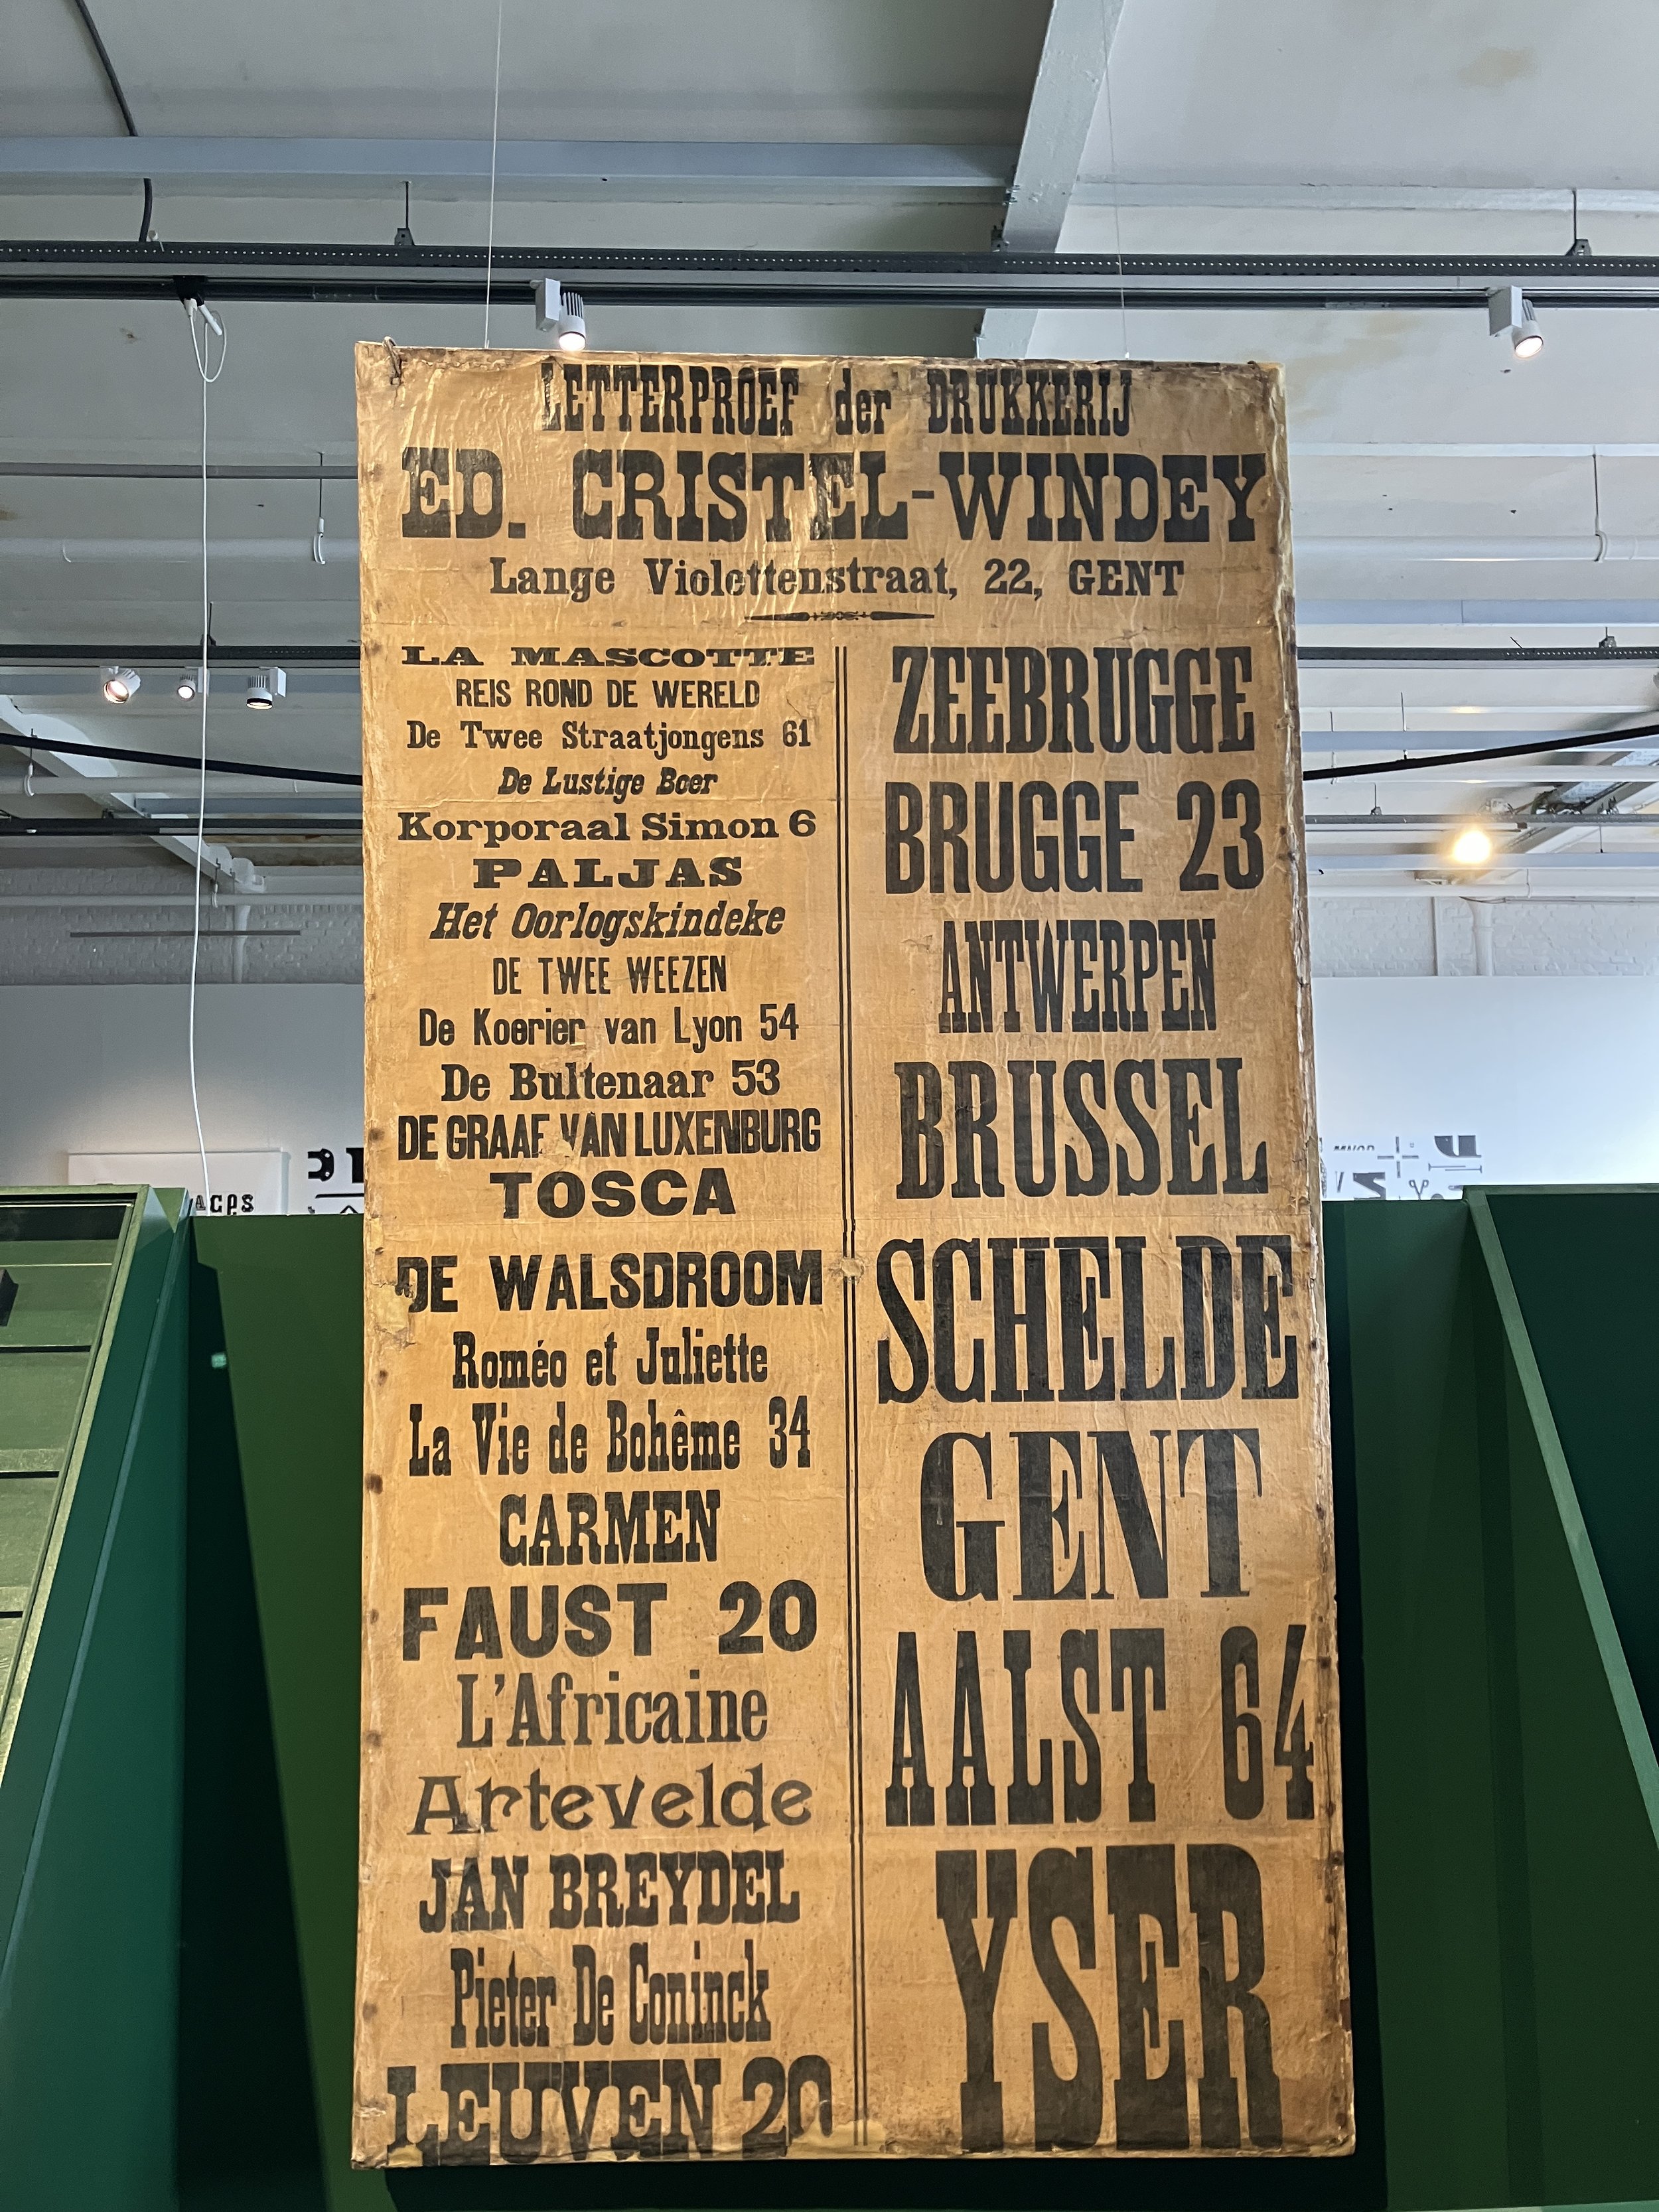 LETTERPROEF der DRUKKERIJ
ED. CRISTEL-WINDEY
Lange Violettenstraat, 22, GENT
LA MASCOTTE
REIS ROND DE WERELD
De Twee Straatjongens 61
De Lustige Boer
Korporaal Simon 6
PALJAS
Het Oorlogskindeke
DE TWEE WEEZEN
De Koerier van Lyon 54
De Bultenaar 53
DE GRAAF VAN LUXENBURG
TOSCA
DE WALSDROOM
Roméo et Juliette
La Vie de Bohême 34
CARMEN
FAUST 20
L'Africaine
Artevelde
JAN BREYDEL
Pieter De Coninck
LEUVEN 20
ZEEBRUGGE
BRUGGE 23
ANTWERPEN
BRUSSEL
SCHELDE
GENT
AALST 64
YSER